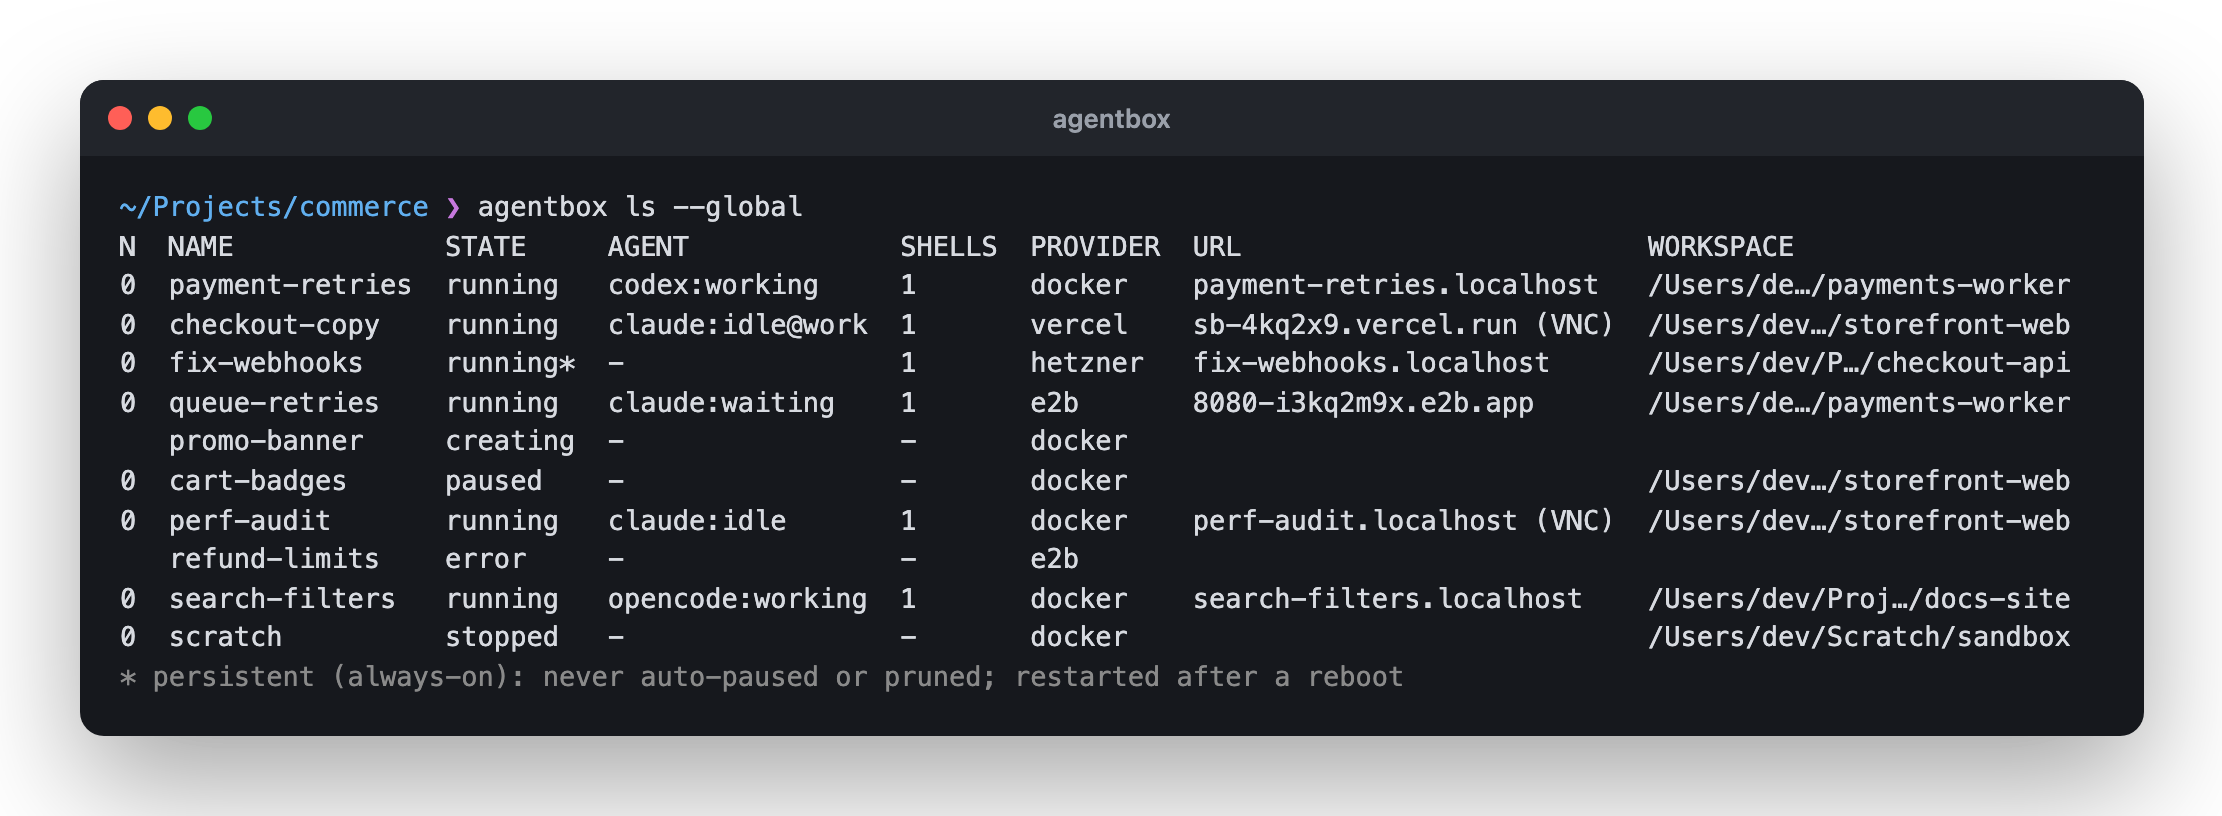 agentbox
~/Projects/commerce ❯ agentbox ls --global
N  NAME             STATE     AGENT             SHELLS  PROVIDER  URL                         WORKSPACE
0  payment-retries  running   codex:working     1       docker    payment-retries.localhost   /Users/de…/payments-worker
0  checkout-copy    running   claude:idle@work  1       vercel    sb-4kq2x9.vercel.run (VNC)  /Users/dev…/storefront-web
0  fix-webhooks     running*  -                 1       hetzner   fix-webhooks.localhost      /Users/dev/P…/checkout-api
0  queue-retries    running   claude:waiting    1       e2b       8080-i3kq2m9x.e2b.app       /Users/de…/payments-worker
   promo-banner     creating  -                 -       docker
0  cart-badges      paused    -                 -       docker                                /Users/dev…/storefront-web
0  perf-audit       running   claude:idle       1       docker    perf-audit.localhost (VNC)  /Users/dev…/storefront-web
   refund-limits    error     -                 -       e2b
0  search-filters   running   opencode:working  1       docker    search-filters.localhost    /Users/dev/Proj…/docs-site
0  scratch          stopped   -                 -       docker                                /Users/dev/Scratch/sandbox
* persistent (always-on): never auto-paused or pruned; restarted after a reboot